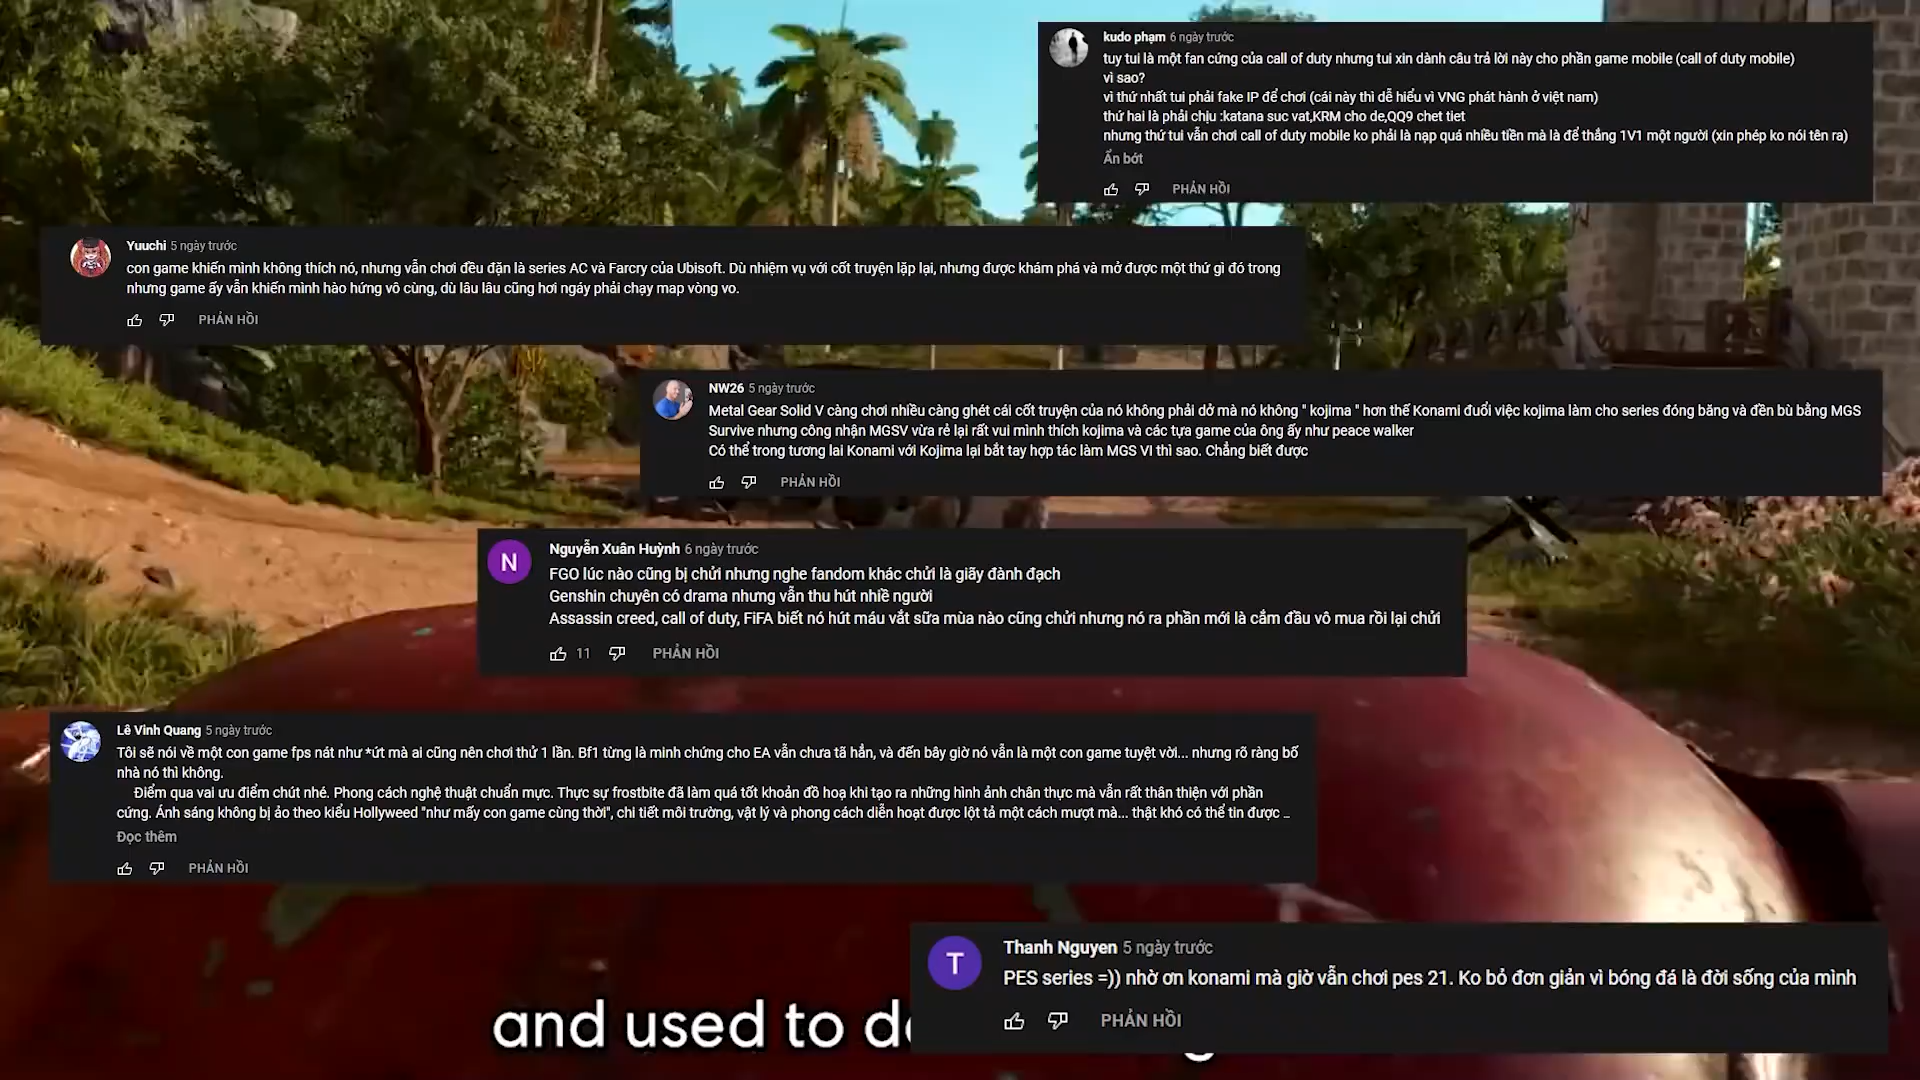 kudo phạm 6 ngày trước
tuy tui là một fan cứng của call of duty nhưng tui xin dành câu trả lời này cho phần game mobile (call of duty mobile)
vì sao?
vì thứ nhất tui phải fake IP để chơi (cái này thì dễ hiểu vì VNG phát hành ở việt nam)
thứ hai là phải chịu :katana suc vat,KRM cho de,QQ9 chet tiet
nhưng thứ tui vẫn chơi call of duty mobile ko phải là nạp quá nhiều tiền mà là để thắng 1V1 một người (xin phép ko nói tên ra)
Ẩn bớt
PHẢN HỒI
Yuuchi 5 ngày trước
con game khiến mình không thích nó, nhưng vẫn chơi đều đặn là series AC và Farcry của Ubisoft. Dù nhiệm vụ với cốt truyện lặp lại, nhưng được khám phá và mở được một thứ gì đó trong
nhưng game ấy vẫn khiến mình hào hứng vô cùng, dù lâu lâu cũng hơi ngáy phải chạy map vòng vo.
PHẢN HỒI
NW26 5 ngày trước
Metal Gear Solid V càng chơi nhiều càng ghét cái cốt truyện của nó không phải dở mà nó không " kojima " hơn thế Konami đuổi việc kojima làm cho series đóng băng và đền bù bằng MGS
Survive nhưng công nhận MGSV vừa rẻ lại rất vui mình thích kojima và các tựa game của ông ấy như peace walker
Có thể trong tương lai Konami với Kojima lại bắt tay hợp tác làm MGS VI thì sao. Chẳng biết được
PHẢN HỒI
N
Nguyễn Xuân Huỳnh 6 ngày trước
FGO lúc nào cũng bị chửi nhưng nghe fandom khác chửi là giãy đành đạch
Genshin chuyên có drama nhưng vẫn thu hút nhiề người
Assassin creed, call of duty, FiFA biết nó hút máu vắt sữa mùa nào cũng chửi nhưng nó ra phần mới là cắm đầu vô mua rồi lại chửi
11 PHẢN HỒI
Lê Vinh Quang 5 ngày trước
Tôi sẽ nói về một con game fps nát như *ứt mà ai cũng nên chơi thử 1 lần. Bf1 từng là minh chứng cho EA vẫn chưa tã hẳn, và đến bây giờ nó vẫn là một con game tuyệt vời... nhưng rõ ràng bố
nhà nó thì không.
Điểm qua vai ưu điểm chút nhé. Phong cách nghệ thuật chuẩn mực. Thực sự frostbite đã làm quá tốt khoản đồ hoạ khi tạo ra những hình ảnh chân thực mà vẫn rất thân thiện với phần
cứng. Ánh sáng không bị ảo theo kiểu Hollyweed "như mấy con game cùng thời", chi tiết môi trường, vật lý và phong cách diễn hoạt được lột tả một cách mượt mà... thật khó có thể tin được ...
Đọc thêm
PHẢN HỒI
T
Thanh Nguyen 5 ngày trước
PES series =)) nhờ ơn konami mà giờ vẫn chơi pes 21. Ko bỏ đơn giản vì bóng đá là đời sống của mình
PHẢN HỒI
and used to